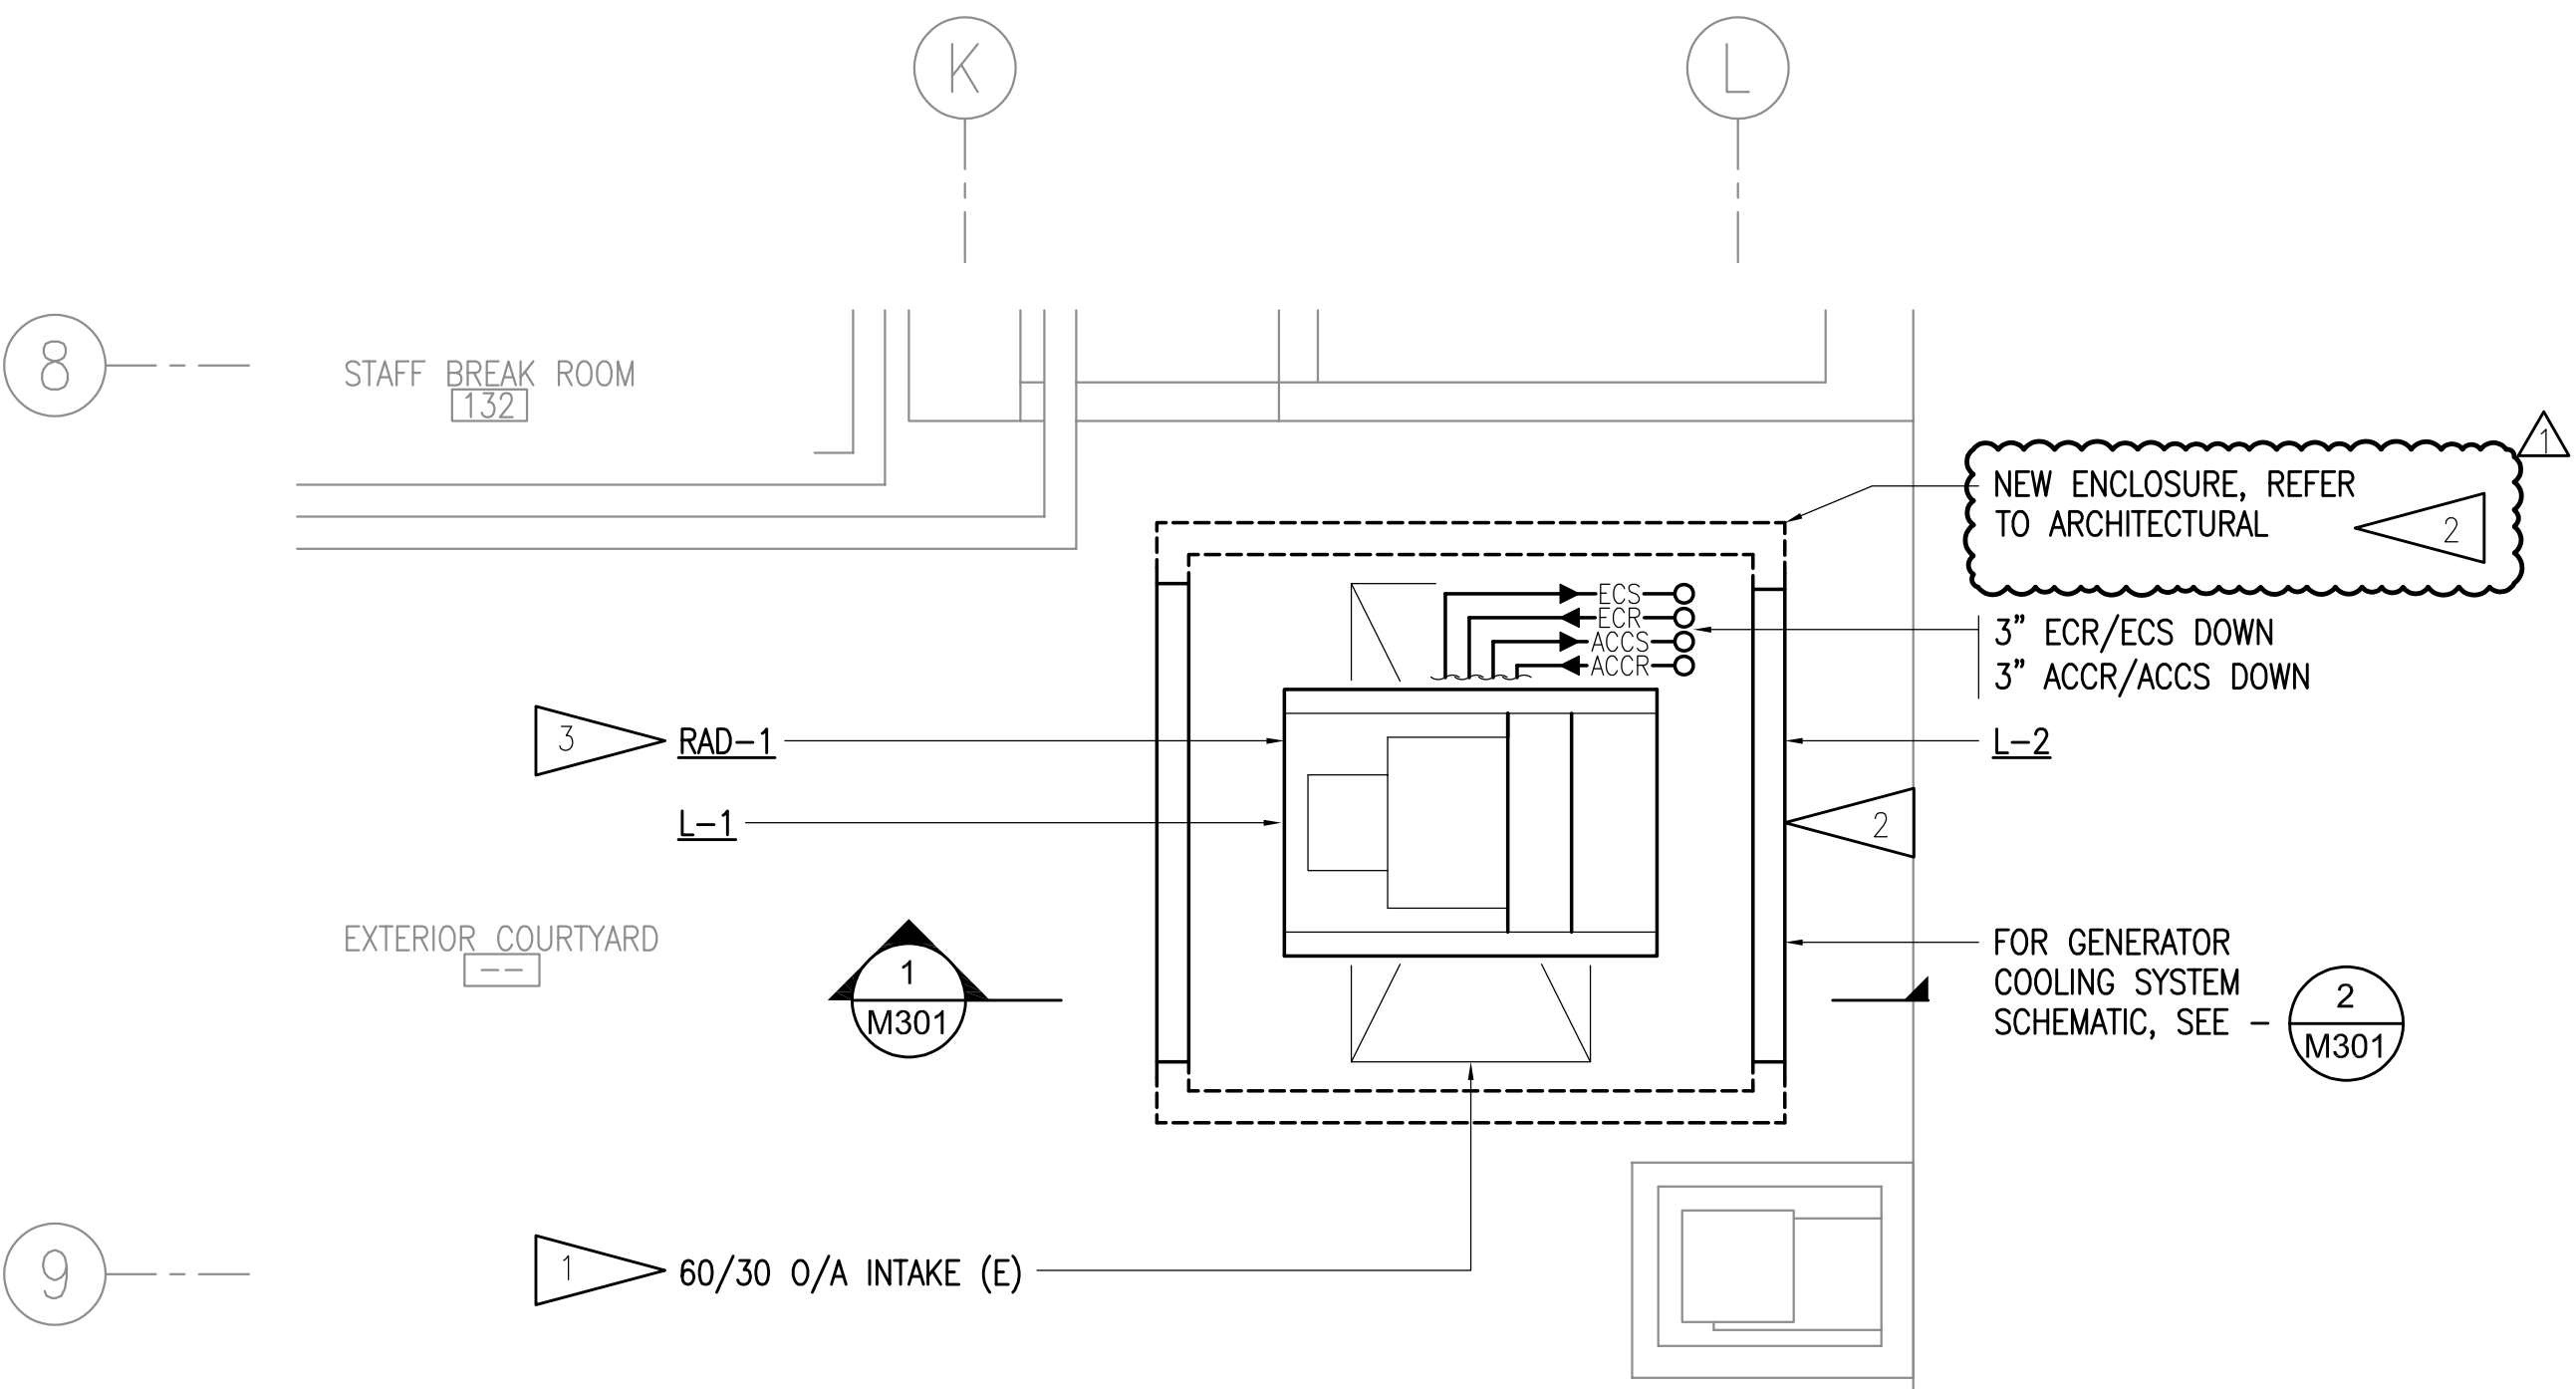 K
L
8
STAFF BREAK ROOM
132
1
NEW ENCLOSURE, REFER
TO ARCHITECTURAL
2
ECS
ECR
ACCS
ACCR
3” ECR/ECS DOWN
3” ACCR/ACCS DOWN
3
RAD-1
L-2
L-1
2
EXTERIOR COURTYARD
--
1
M301
FOR GENERATOR
COOLING SYSTEM
SCHEMATIC, SEE -
2
M301
9
1
60/30 O/A INTAKE (E)